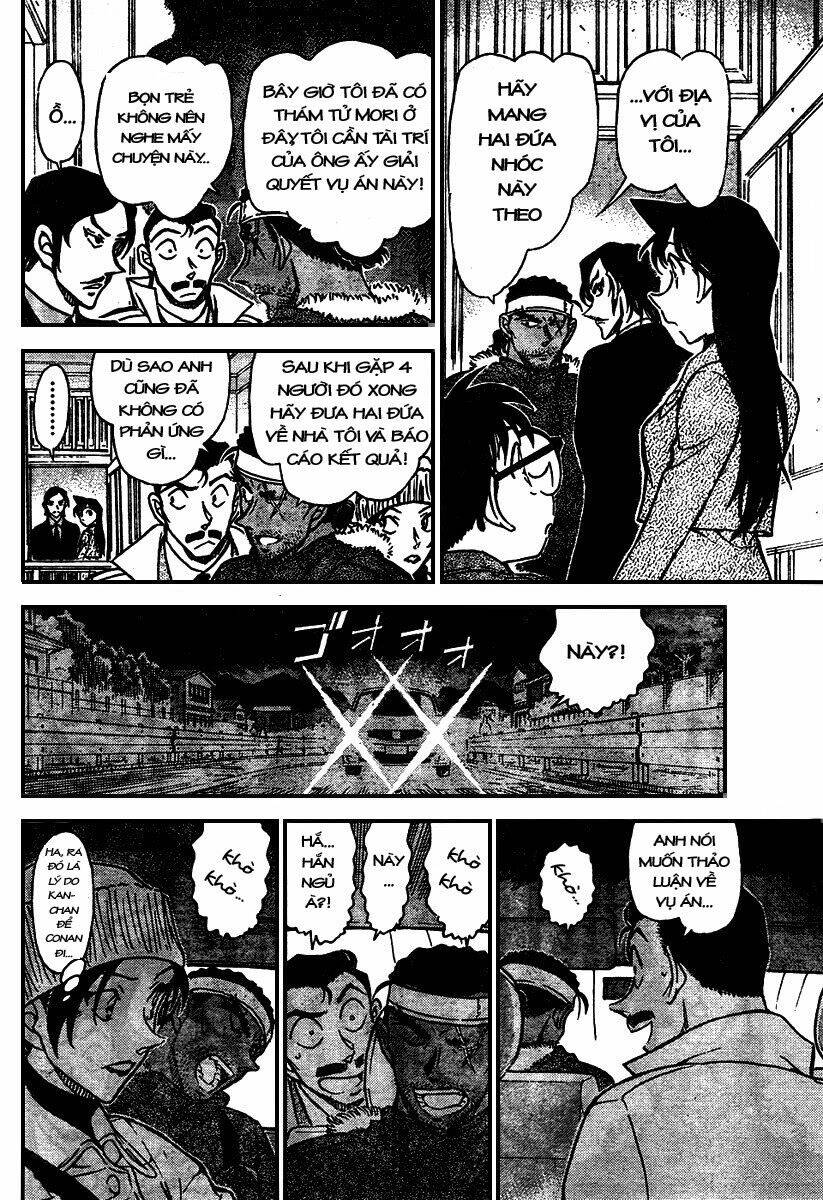 ...VỚI ĐỊA
VỊ CỦA
TÔI...
HÃY
MANG
HAI ĐỨA
NHÓC
NÀY
THEO
BÂY GIỜ TÔI ĐÃ CÓ
THÁM TỬ MORI Ở
ĐÂY, TÔI CẦN TÀI TRÍ
CỦA ÔNG ẤY GIẢI
QUYẾT VỤ ÁN NÀY!
BỌN TRẺ
KHÔNG NÊN
NGHE MẤY
CHUYỆN NÀY...
Ồ...
SAU KHI GẶP 4
NGƯỜI ĐÓ XONG
HÃY ĐƯA HAI ĐỨA
VỀ NHÀ TÔI VÀ BÁO
CÁO KẾT QUẢ!
DÙ SAO ANH
CŨNG ĐÃ
KHÔNG CÓ
PHẢN ỨNG
GÌ...
.........
NÀY?!
ゴオオオ
ANH NÓI
MUỐN THẢO
LUẬN VỀ
VỤ ÁN...
khò...
khò
khò
NÀY
...
HẮ...
HẮN
NGỦ
À?!
khò...
khò
HA, RA
ĐÓ LÀ
LÝ DO
KAN-
CHAN
ĐỂ
CONAN
ĐI...